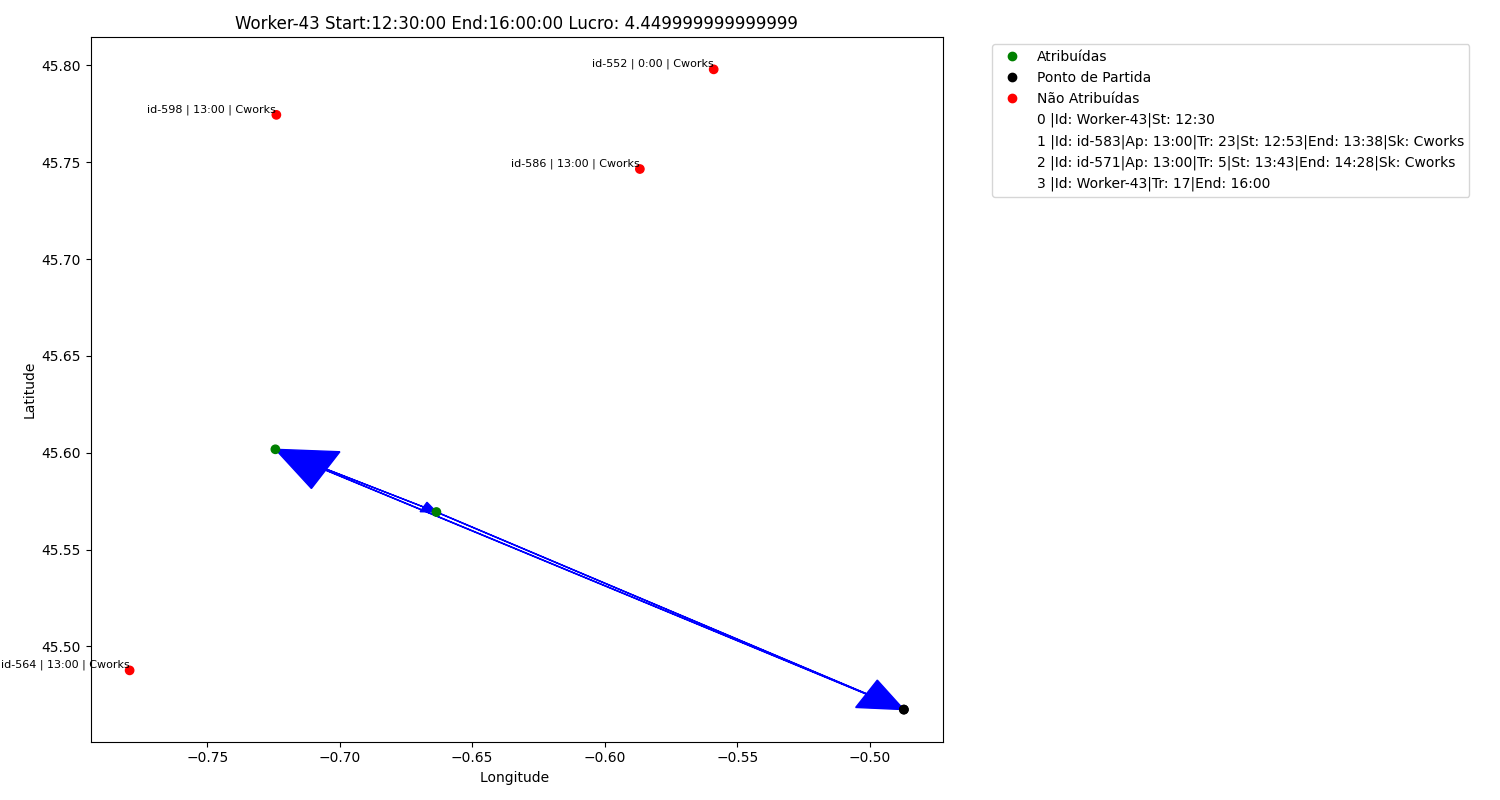 Worker-43 Start:12:30:00 End:16:00:00 Lucro: 4.449999999999999
Latitude
45.80
45.75
45.70
45.65
45.60
45.55
45.50
id-552 | 0:00 | Cworks
id-598 | 13:00 | Cworks
id-586 | 13:00 | Cworks
id-564 | 13:00 | Cworks
−0.75
−0.70
−0.65
−0.60
−0.55
−0.50
Longitude
Atribuídas
Ponto de Partida
Não Atribuídas
0 |Id: Worker-43|St: 12:30
1 |Id: id-583|Ap: 13:00|Tr: 23|St: 12:53|End: 13:38|Sk: Cworks
2 |Id: id-571|Ap: 13:00|Tr: 5|St: 13:43|End: 14:28|Sk: Cworks
3 |Id: Worker-43|Tr: 17|End: 16:00